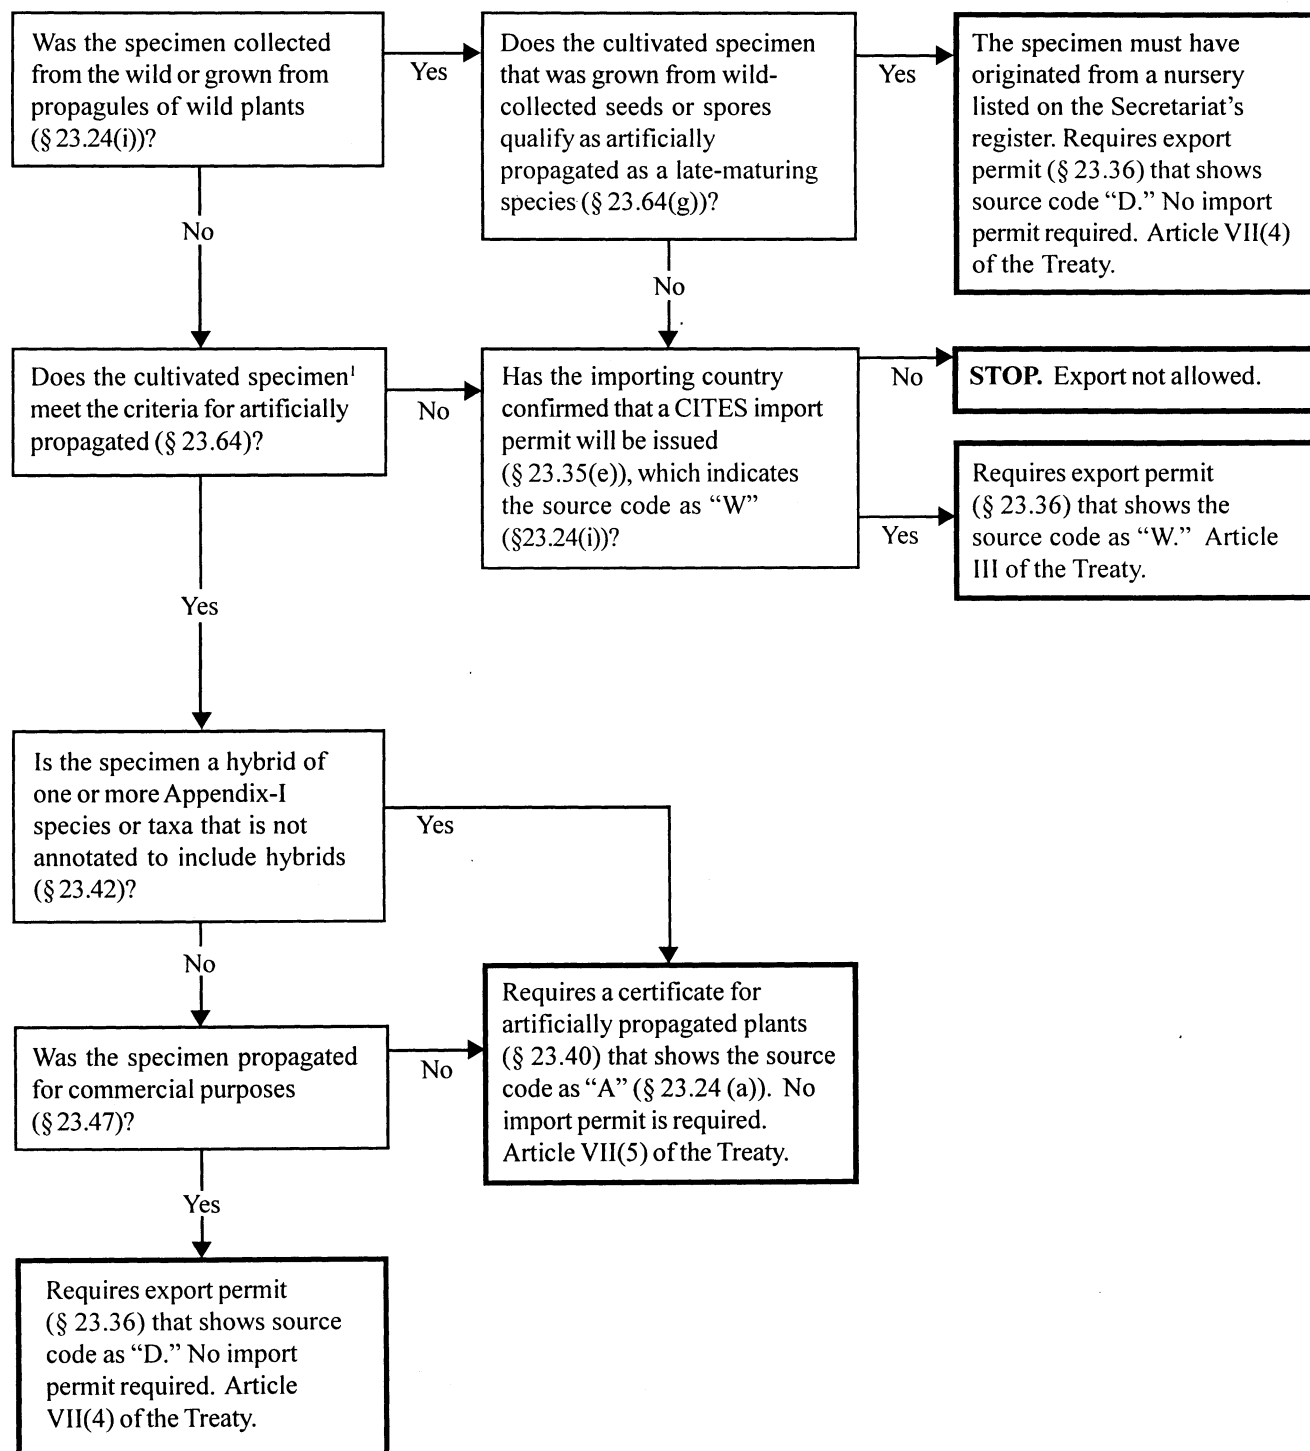 Was the specimen collected
from the wild or grown from
propagules of wild plants
(§ 23.24(i))?
Yes
Does the cultivated specimen
that was grown from wild-
collected seeds or spores
qualify as artificially
propagated as a late-maturing
species (§ 23.64(g))?
Yes
The specimen must have
originated from a nursery
listed on the Secretariat's
register. Requires export
permit (§ 23.36) that shows
source code “D.” No import
permit required. Article VII(4)
of the Treaty.
No
No
Does the cultivated specimen¹
meet the criteria for artificially
propagated (§ 23.64)?
No
Has the importing country
confirmed that a CITES import
permit will be issued
(§ 23.35(e)), which indicates
the source code as “W”
(§23.24(i))?
No
STOP. Export not allowed.
Yes
Requires export permit
(§ 23.36) that shows the
source code as “W.” Article
III of the Treaty.
Yes
Is the specimen a hybrid of
one or more Appendix-I
species or taxa that is not
annotated to include hybrids
(§ 23.42)?
Yes
No
Was the specimen propagated
for commercial purposes
(§ 23.47)?
No
Requires a certificate for
artificially propagated plants
(§ 23.40) that shows the source
code as “A” (§ 23.24 (a)). No
import permit is required.
Article VII(5) of the Treaty.
Yes
Requires export permit
(§ 23.36) that shows source
code as “D.” No import
permit required. Article
VII(4) of the Treaty.